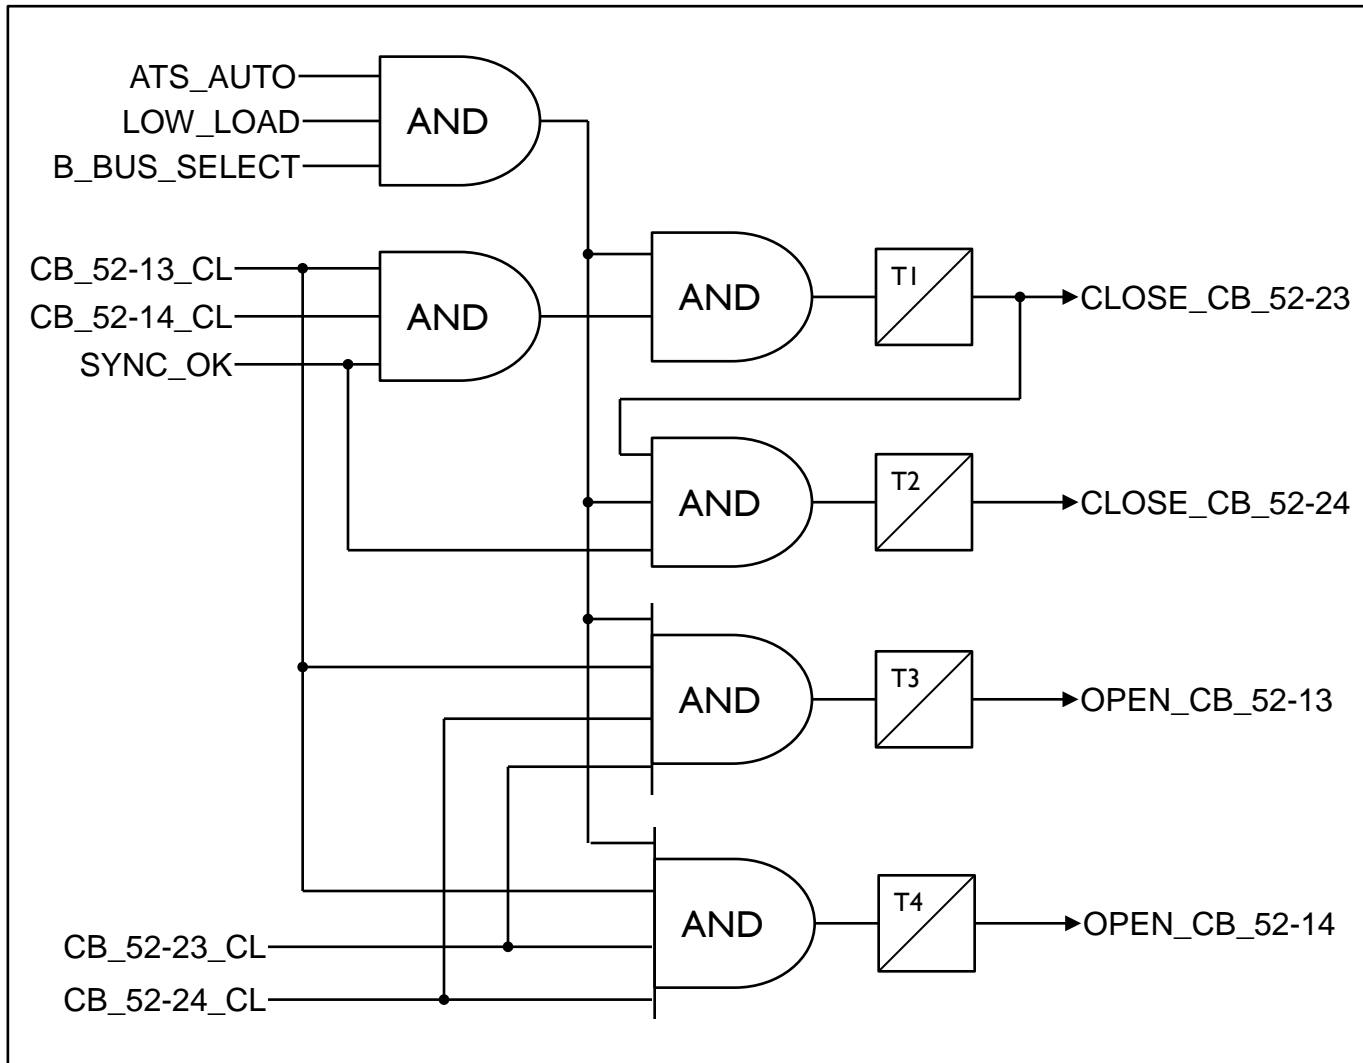 ATS_AUTO
LOW_LOAD
B_BUS_SELECT
AND
CB_52-13_CL
CB_52-14_CL
SYNC_OK
AND
AND
T1
CLOSE_CB_52-23
AND
T2
CLOSE_CB_52-24
AND
T3
OPEN_CB_52-13
CB_52-23_CL
CB_52-24_CL
AND
T4
OPEN_CB_52-14